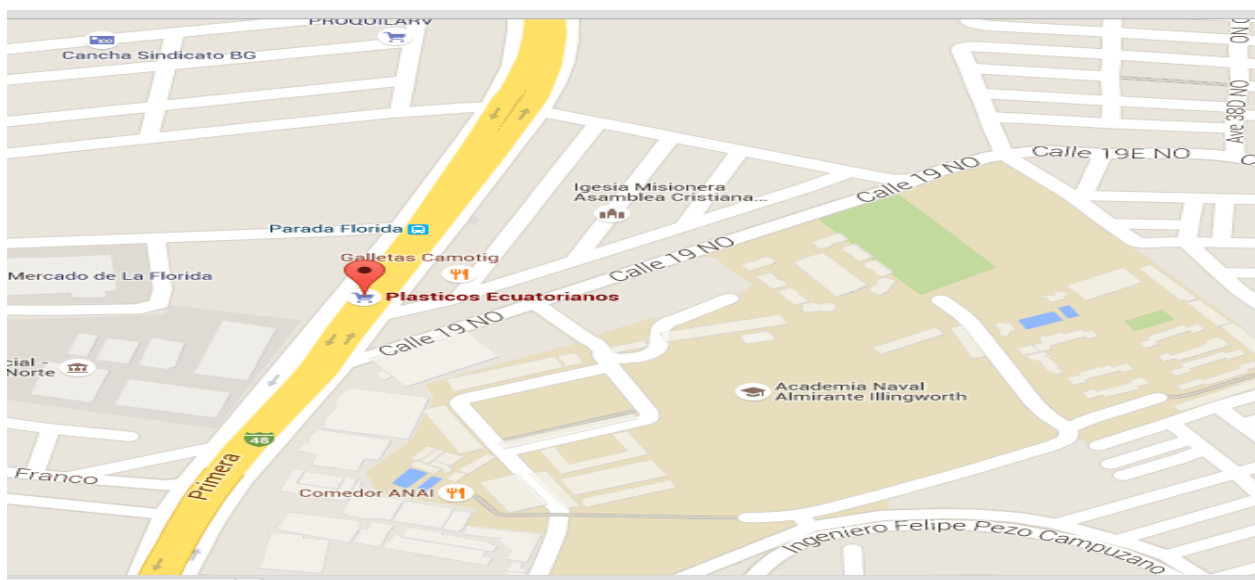 PROQUILARV
Cancha Sindicato BG
Ave 38D NO
Calle 19E NO
Calle 19 NO
Igesia Misionera
Asamblea Cristiana...
Parada Florida
Calle 19 NO
Galletas Camotig
Mercado de La Florida
Plasticos Ecuatorianos
Calle 19 NO
cial -
Norte
Academia Naval
Almirante Illingworth
48
Franco
Primera
Comedor ANAI
Ingeniero Felipe Pezo Campuzano